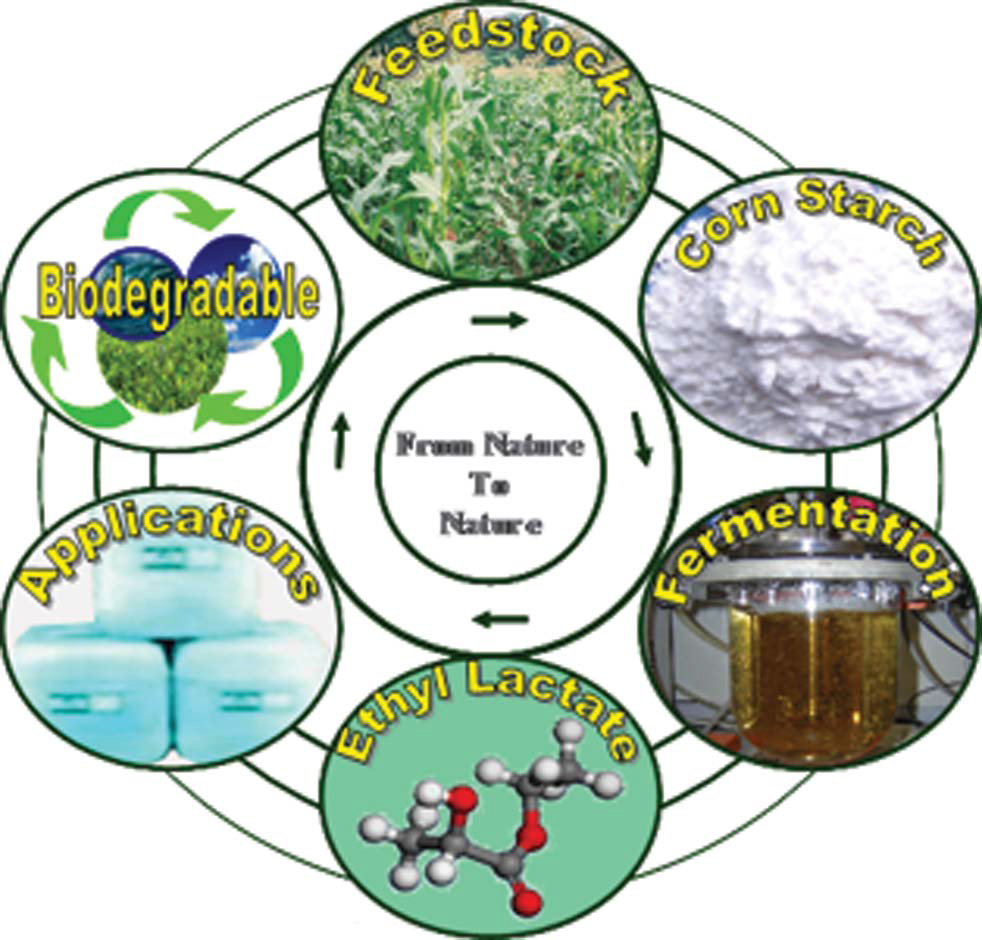 Feedstock
Corn Starch
Fermentation
Ethyl Lactate
Applications
Biodegradable
From Nature
To
Nature